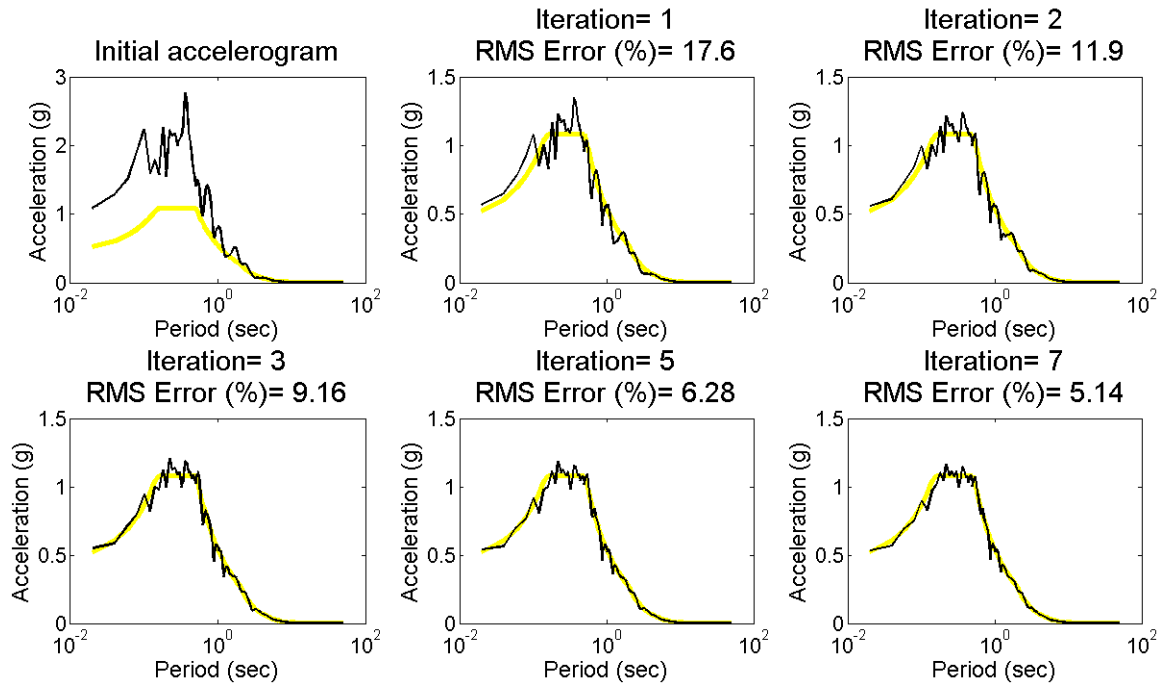 Initial accelerogram
3
2
1
0
Acceleration (g)
10^-2
10^0
10^2
Period (sec)
Iteration= 1
RMS Error (%)= 17.6
1.5
1
0.5
0
Acceleration (g)
10^-2
10^0
10^2
Period (sec)
Iteration= 2
RMS Error (%)= 11.9
1.5
1
0.5
0
Acceleration (g)
10^-2
10^0
10^2
Period (sec)
Iteration= 3
RMS Error (%)= 9.16
1.5
1
0.5
0
Acceleration (g)
10^-2
10^0
10^2
Period (sec)
Iteration= 5
RMS Error (%)= 6.28
1.5
1
0.5
0
Acceleration (g)
10^-2
10^0
10^2
Period (sec)
Iteration= 7
RMS Error (%)= 5.14
1.5
1
0.5
0
Acceleration (g)
10^-2
10^0
10^2
Period (sec)